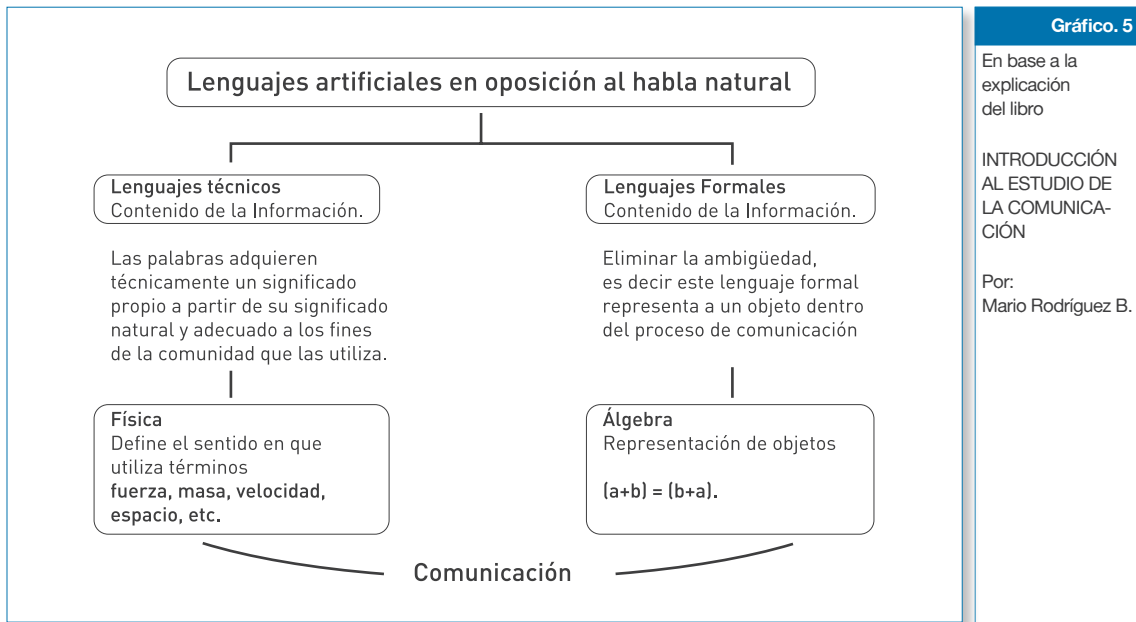 Lenguajes artificiales en oposición al habla natural
Lenguajes técnicos
Contenido de la Información.
Las palabras adquieren
técnicamente un significado
propio a partir de su significado
natural y adecuado a los fines
de la comunidad que las utiliza.
Física
Define el sentido en que
utiliza términos
fuerza, masa, velocidad,
espacio, etc.
Lenguajes Formales
Contenido de la Información.
Eliminar la ambigüedad,
es decir este lenguaje formal
representa a un objeto dentro
del proceso de comunicación
Álgebra
Representación de objetos
(a+b) = (b+a).
Comunicación
Gráfico. 5
En base a la
explicación
del libro
INTRODUCCIÓN
AL ESTUDIO DE
LA COMUNICA-
CIÓN
Por:
Mario Rodríguez B.